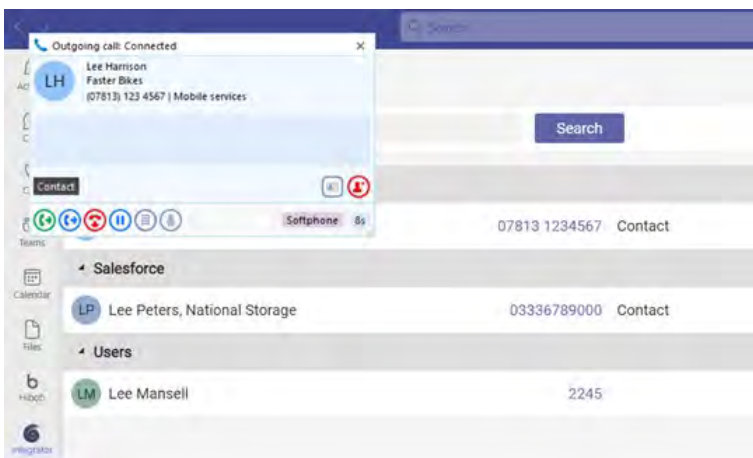 Search
Outgoing call: Connected
LH
Lee Harrison
Faster Bikes
(07813) 123 4567 | Mobile services
Search
Contact
Softphone 8s
07813 1234567 Contact
Teams
Salesforce
Calendar
LP Lee Peters, National Storage 03336789000 Contact
Files
Users
LM Lee Mansell 2245
Integrator